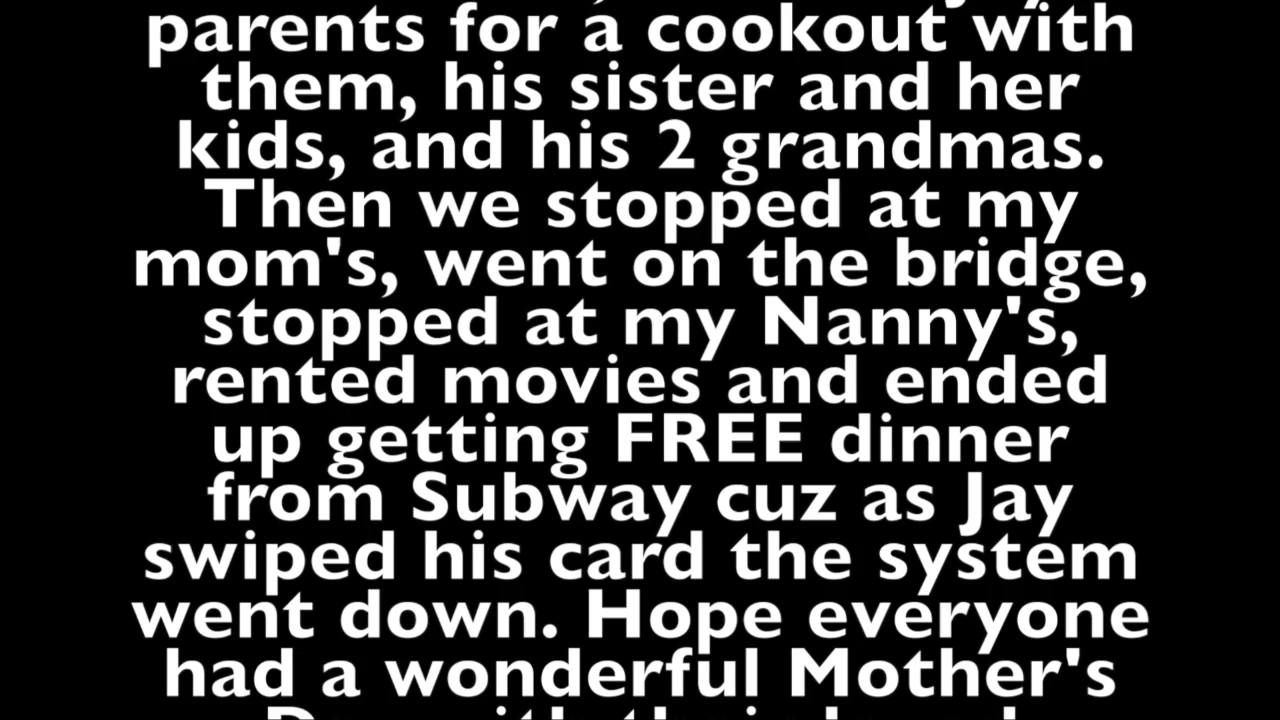 parents for a cookout with
them, his sister and her
kids, and his 2 grandmas.
Then we stopped at my
mom's, went on the bridge,
stopped at my Nanny's,
rented movies and ended
up getting FREE dinner
from Subway cuz as Jay
swiped his card the system
went down. Hope everyone
had a wonderful Mother's